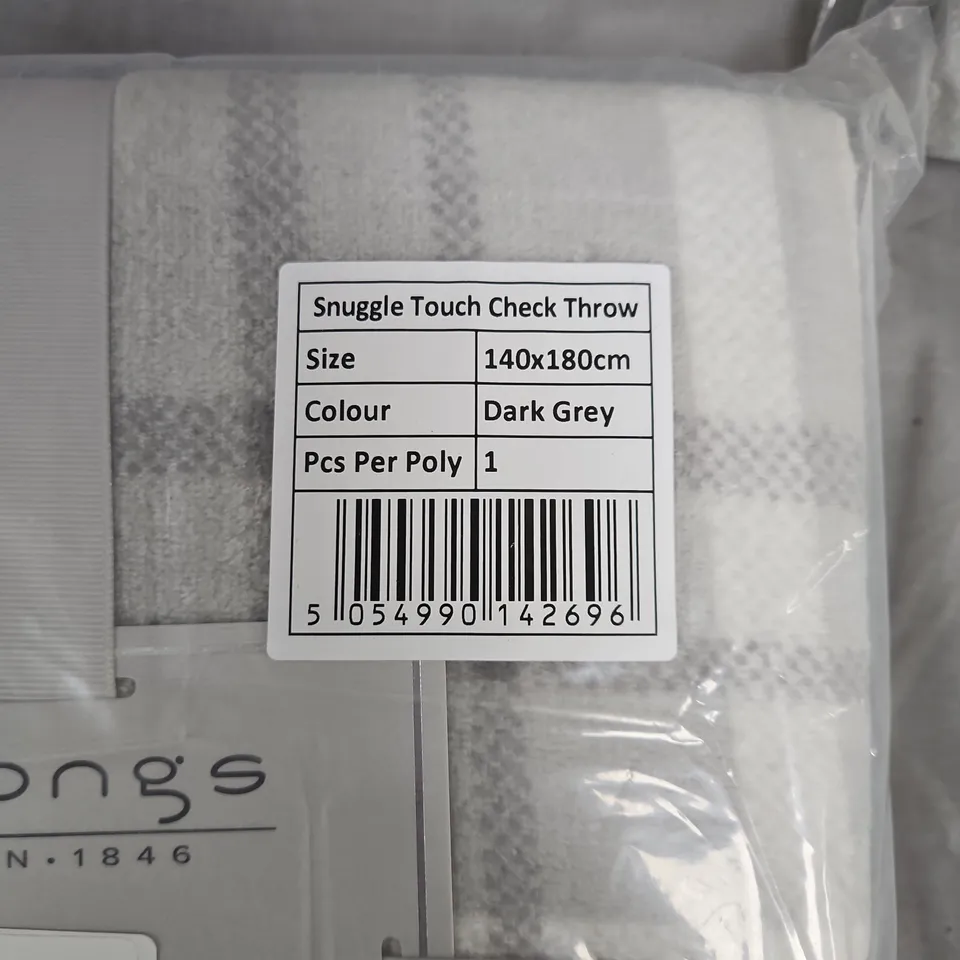 Snuggle Touch Check Throw
Size 140x180cm
Colour Dark Grey
Pcs Per Poly 1
5 054990 142696
ongs
N · 1846